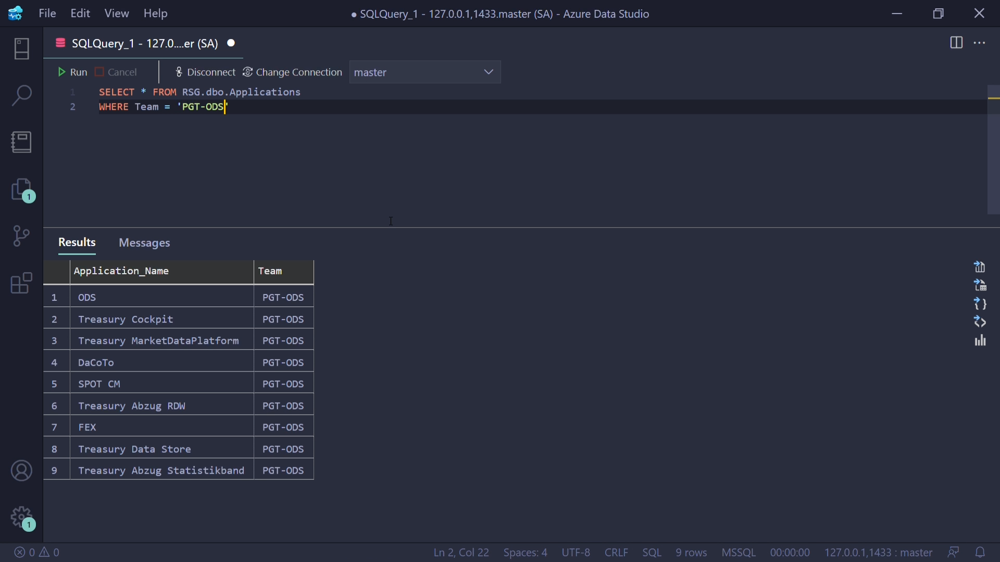 File Edit View Help
● SQLQuery_1 - 127.0.0.1,1433.master (SA) - Azure Data Studio
SQLQuery_1 - 127.0....er (SA) ●
Run Cancel Disconnect Change Connection master
1 SELECT * FROM RSG.dbo.Applications
2 WHERE Team = 'PGT-ODS'
1
Results Messages
Application_Name Team
1 ODS PGT-ODS
2 Treasury Cockpit PGT-ODS
3 Treasury MarketDataPlatform PGT-ODS
4 DaCoTo PGT-ODS
5 SPOT CM PGT-ODS
6 Treasury Abzug RDW PGT-ODS
7 FEX PGT-ODS
8 Treasury Data Store PGT-ODS
9 Treasury Abzug Statistikband PGT-ODS
1
0 0 Ln 2, Col 22 Spaces: 4 UTF-8 CRLF SQL 9 rows MSSQL 00:00:00 127.0.0.1,1433 : master